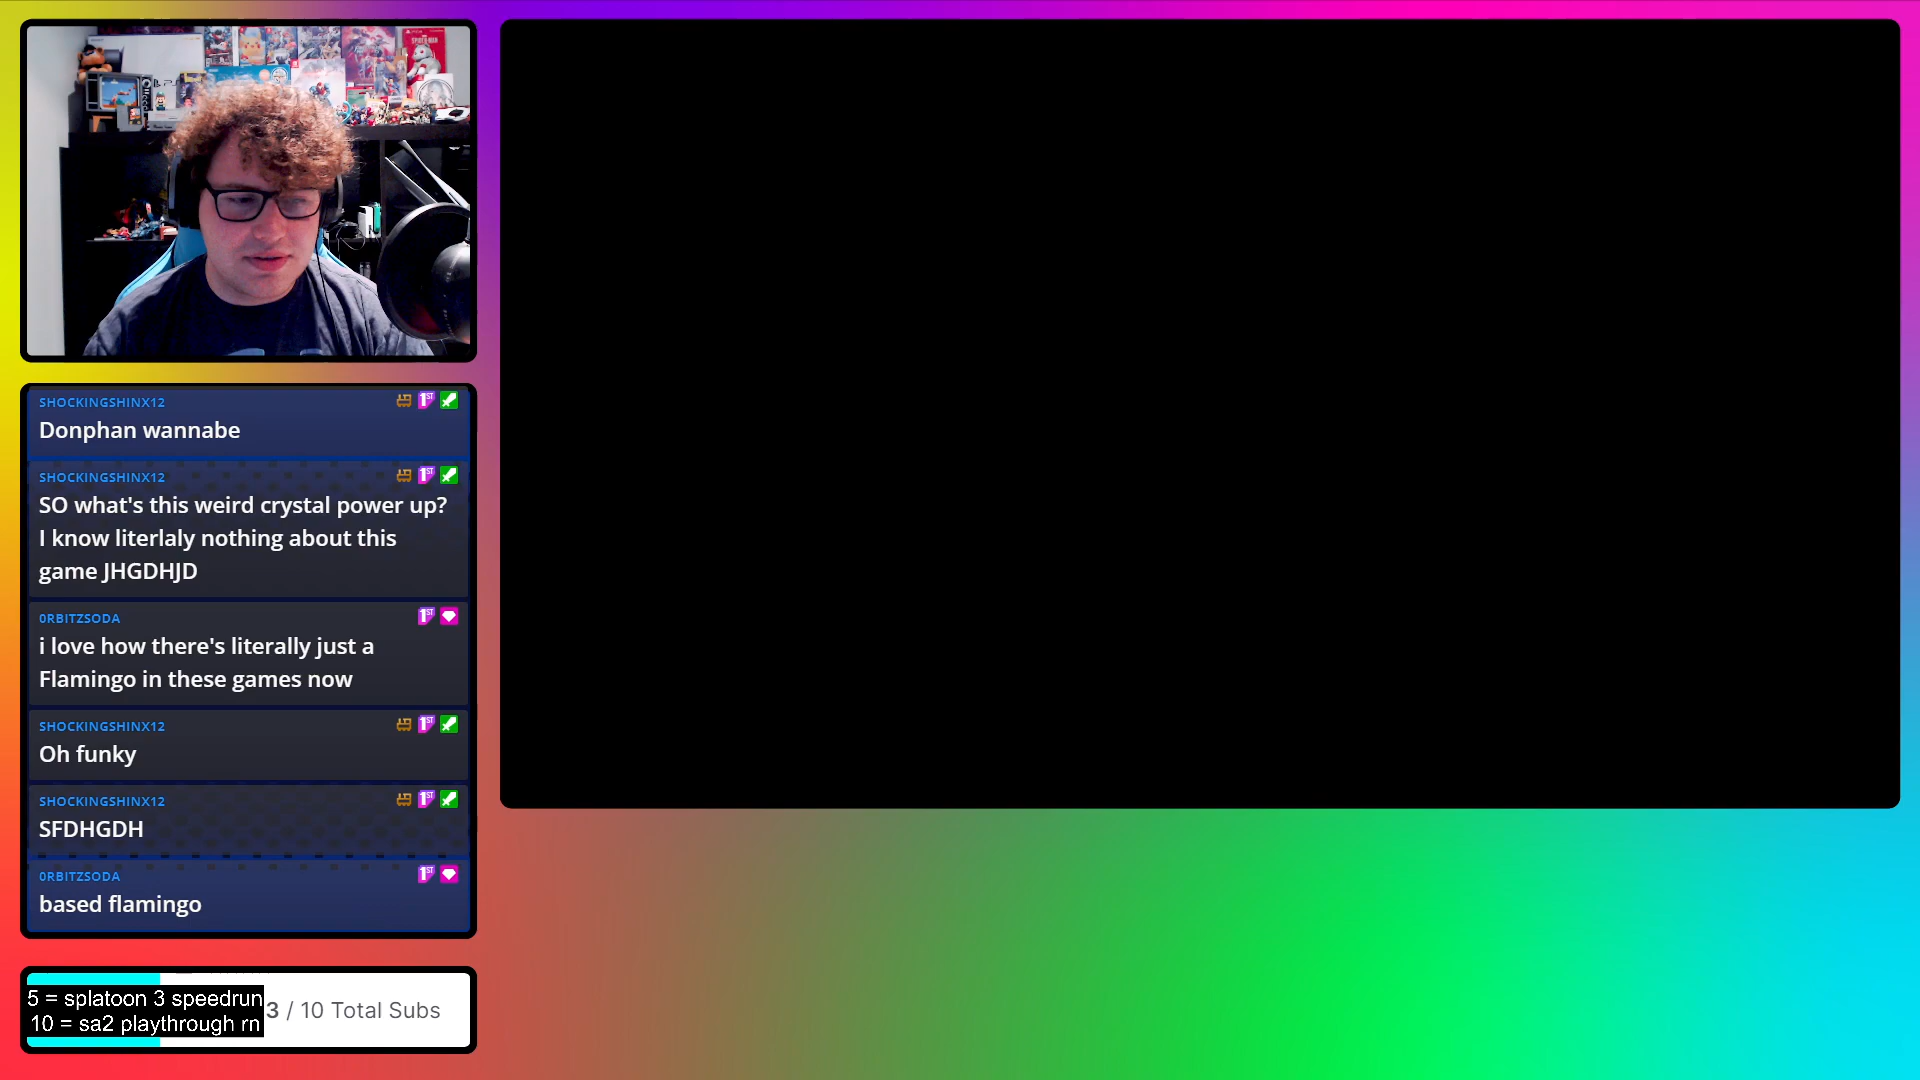 SHOCKINGSHINX12
Donphan wannabe
SHOCKINGSHINX12
SO what's this weird crystal power up?
I know literlaly nothing about this
game JHGDHJD
0RBITZSODA
i love how there's literally just a
Flamingo in these games now
SHOCKINGSHINX12
Oh funky
SHOCKINGSHINX12
SFDHGDH
0RBITZSODA
based flamingo
5 = splatoon 3 speedrun
10 = sa2 playthrough rn
3 / 10 Total Subs